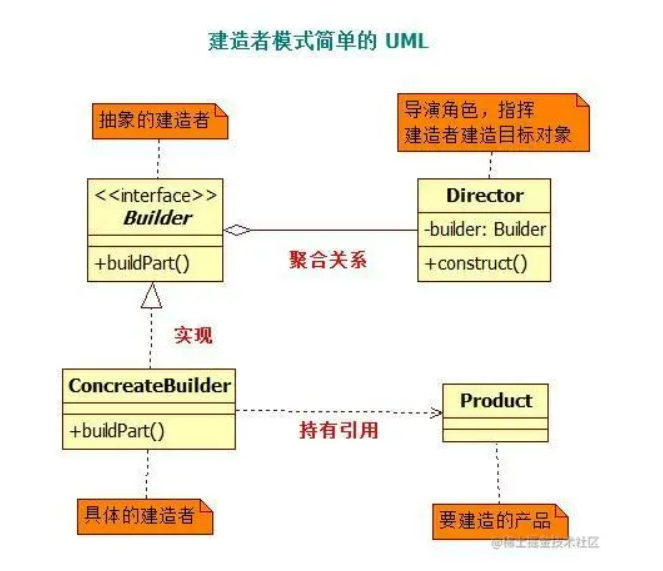 建造者模式简单的 UML
抽象的建造者
导演角色，指挥
建造者建造目标对象
<<interface>>
Builder
+buildPart()
Director
-builder: Builder
+construct()
聚合关系
实现
ConcreateBuilder
+buildPart()
Product
持有引用
具体的建造者
要建造的产品
@稀土掘金技术社区